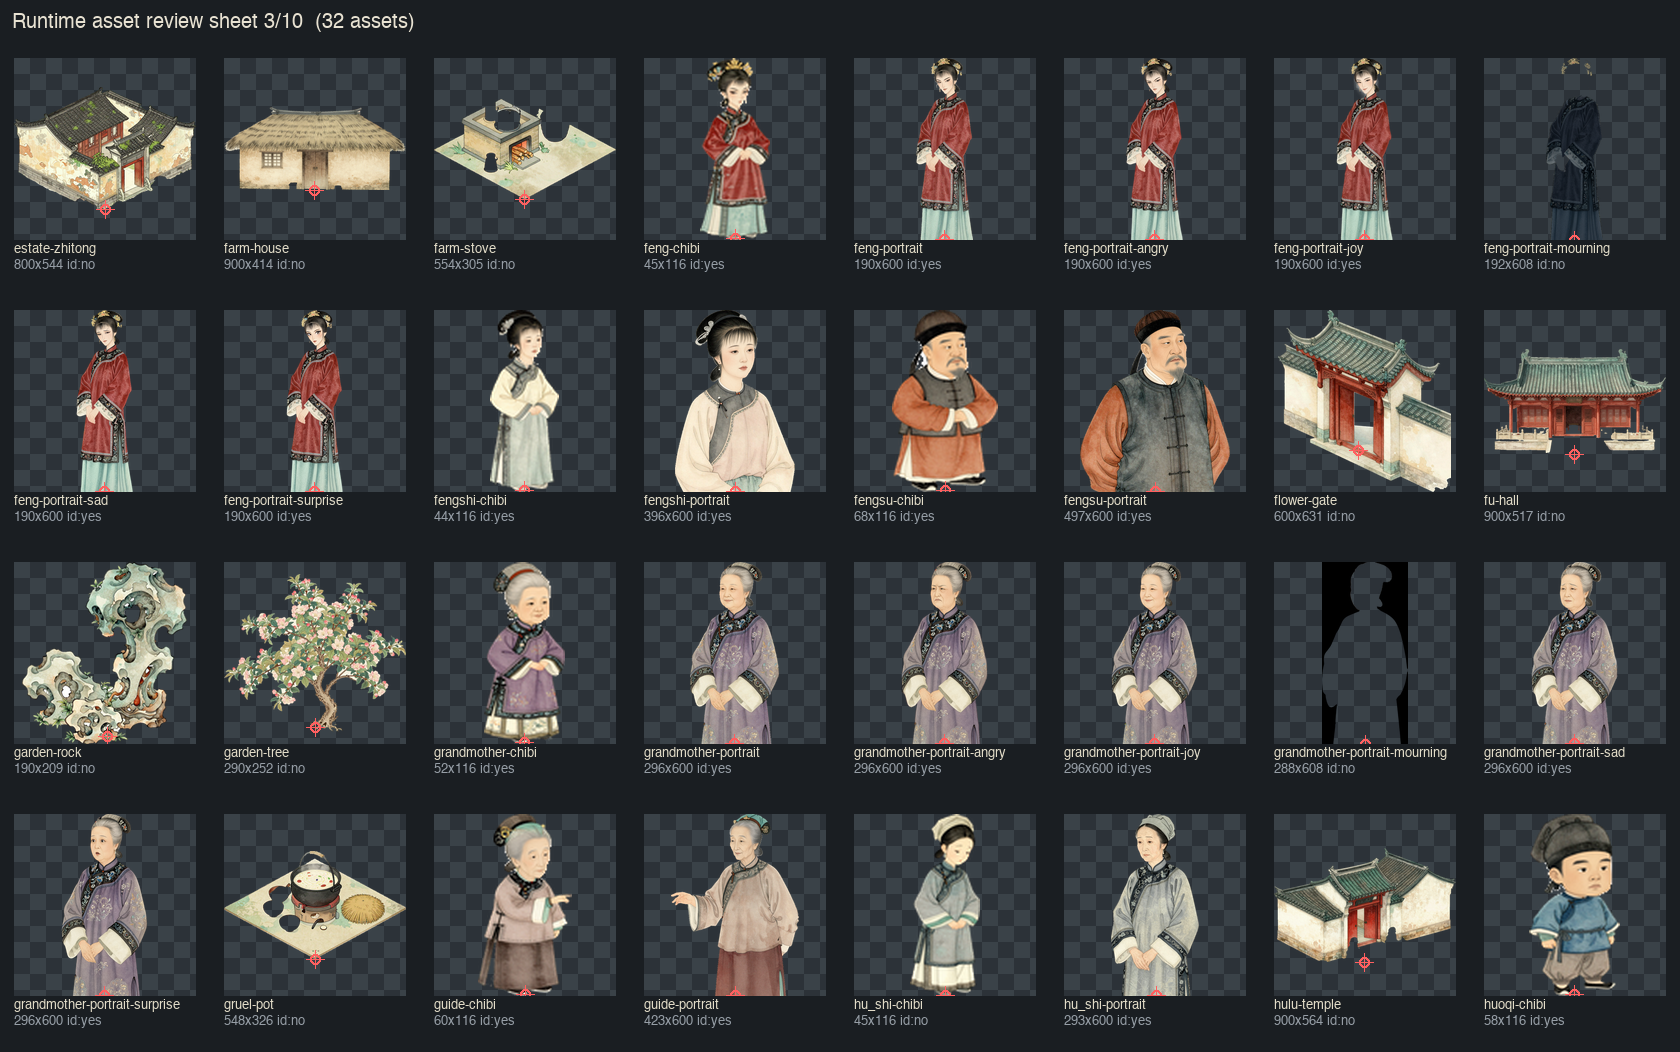 Runtime asset review sheet 3/10 (32 assets)
estate-zhitong
800x544 id:no
farm-house
900x414 id:no
farm-stove
554x305 id:no
feng-chibi
45x116 id:yes
feng-portrait
190x600 id:yes
feng-portrait-angry
190x600 id:yes
feng-portrait-joy
190x600 id:yes
feng-portrait-mourning
192x608 id:no
feng-portrait-sad
190x600 id:yes
feng-portrait-surprise
190x600 id:yes
fengshi-chibi
44x116 id:yes
fengshi-portrait
396x600 id:yes
fengsu-chibi
68x116 id:yes
fengsu-portrait
497x600 id:yes
flower-gate
600x631 id:no
fu-hall
900x517 id:no
garden-rock
190x209 id:no
garden-tree
290x252 id:no
grandmother-chibi
52x116 id:yes
grandmother-portrait
296x600 id:yes
grandmother-portrait-angry
296x600 id:yes
grandmother-portrait-joy
296x600 id:yes
grandmother-portrait-mourning
288x608 id:no
grandmother-portrait-sad
296x600 id:yes
grandmother-portrait-surprise
296x600 id:yes
gruel-pot
548x326 id:no
guide-chibi
60x116 id:yes
guide-portrait
423x600 id:yes
hu_shi-chibi
45x116 id:no
hu_shi-portrait
293x600 id:yes
hulu-temple
900x564 id:no
huoqi-chibi
58x116 id:yes